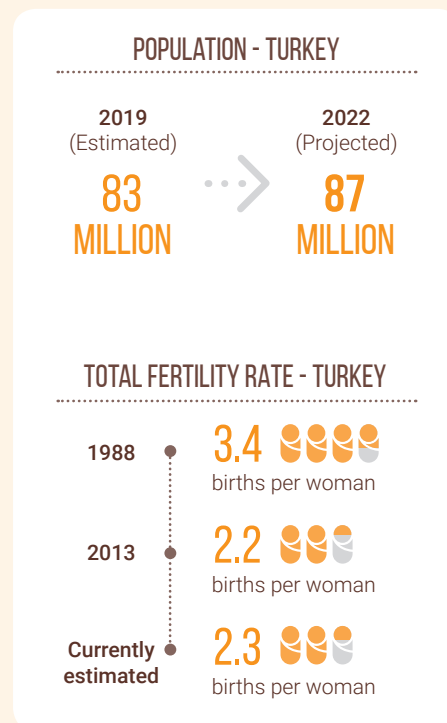 POPULATION - TURKEY
2019
(Estimated)
83
MILLION
2022
(Projected)
87
MILLION
TOTAL FERTILITY RATE - TURKEY
1988
3.4
births per woman
2013
2.2
births per woman
Currently
estimated
2.3
births per woman